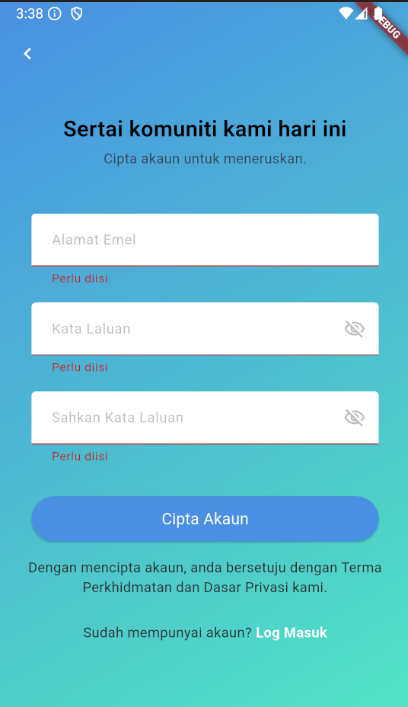 3:38
EBUG
Sertai komuniti kami hari ini
Cipta akaun untuk meneruskan.
Alamat Emel
Perlu diisi
Kata Laluan
Perlu diisi
Sahkan Kata Laluan
Perlu diisi
Cipta Akaun
Dengan mencipta akaun, anda bersetuju dengan Terma
Perkhidmatan dan Dasar Privasi kami.
Sudah mempunyai akaun? Log Masuk